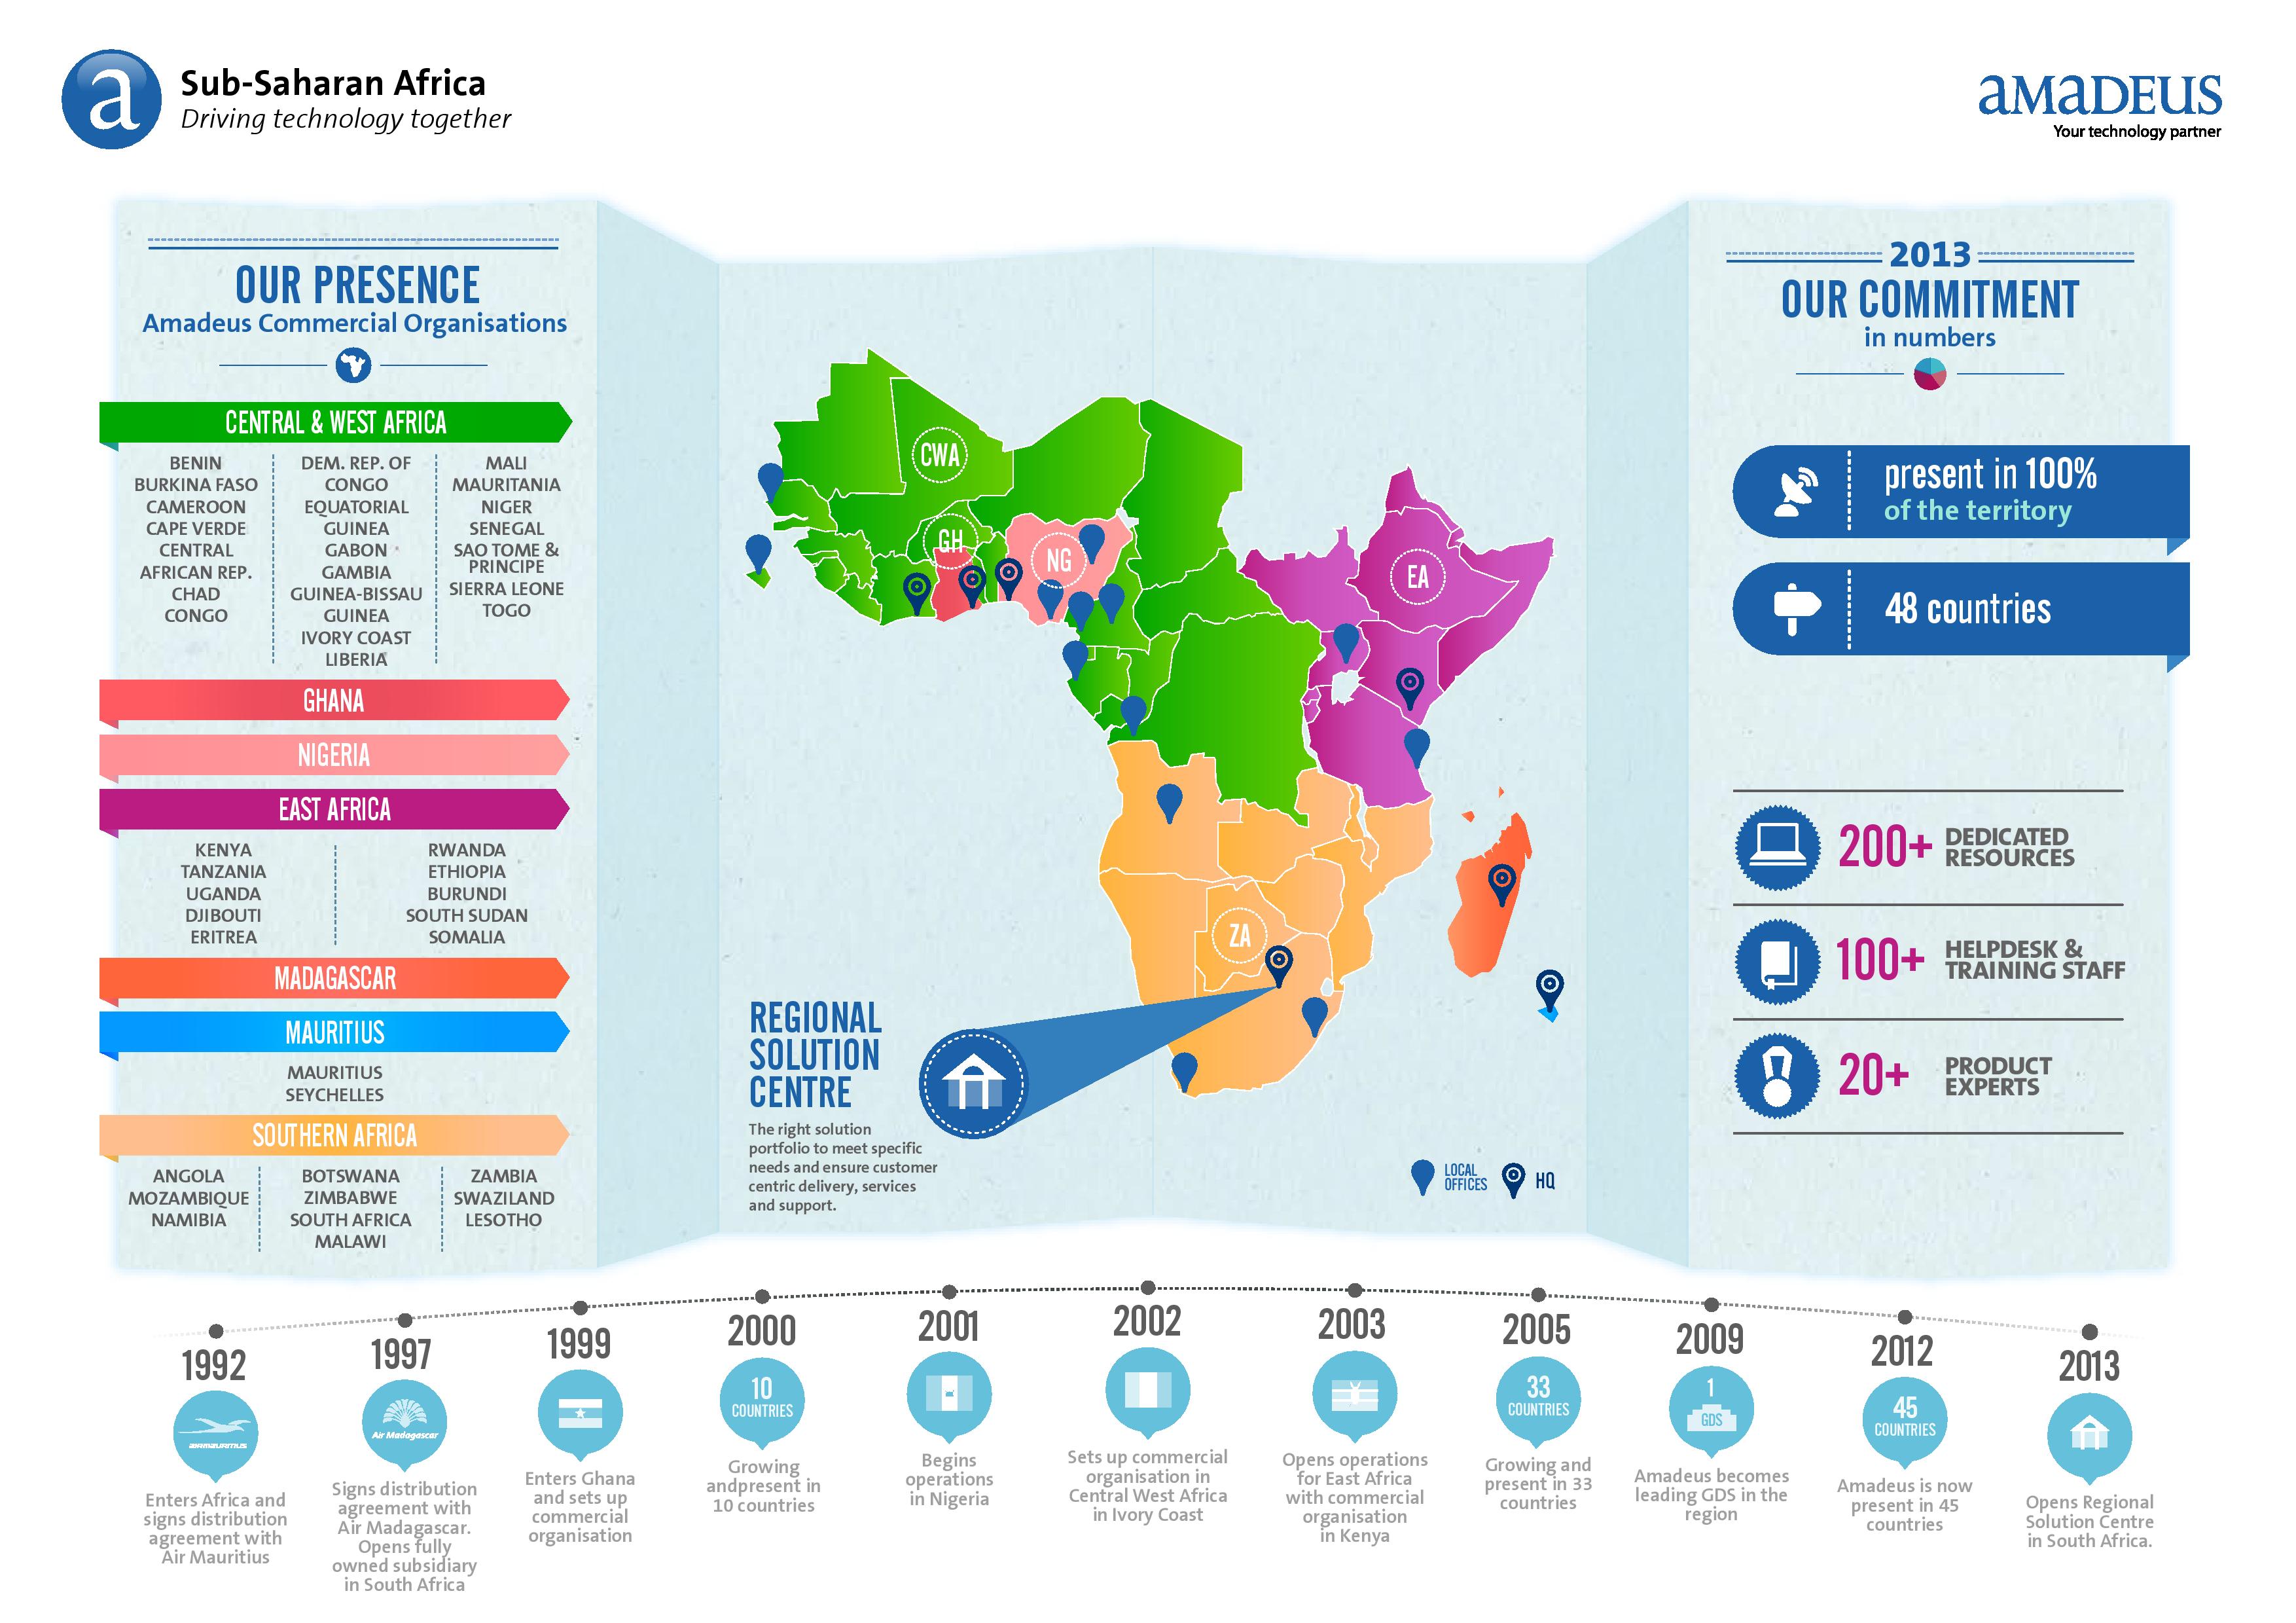 a
Sub-Saharan Africa
Driving technology together
amadeus
Your technology partner
OUR PRESENCE
Amadeus Commercial Organisations
CENTRAL & WEST AFRICA
BENIN
BURKINA FASO
CAMEROON
CAPE VERDE
CENTRAL
AFRICAN REP.
CHAD
CONGO
DEM. REP. OF
CONGO
EQUATORIAL
GUINEA
GABON
GAMBIA
GUINEA-BISSAU
GUINEA
IVORY COAST
LIBERIA
MALI
MAURITANIA
NIGER
SENEGAL
SAO TOME &
PRINCIPE
SIERRA LEONE
TOGO
GHANA
NIGERIA
EAST AFRICA
KENYA
TANZANIA
UGANDA
DJIBOUTI
ERITREA
RWANDA
ETHIOPIA
BURUNDI
SOUTH SUDAN
SOMALIA
MADAGASCAR
MAURITIUS
MAURITIUS
SEYCHELLES
SOUTHERN AFRICA
ANGOLA
MOZAMBIQUE
NAMIBIA
BOTSWANA
ZIMBABWE
SOUTH AFRICA
MALAWI
ZAMBIA
SWAZILAND
LESOTHO
CWA
GH
NG
EA
ZA
REGIONAL
SOLUTION
CENTRE
The right solution
portfolio to meet specific
needs and ensure customer
centric delivery, services
and support.
LOCAL
OFFICES
HQ
2013
OUR COMMITMENT
in numbers
present in 100%
of the territory
48 countries
200+ DEDICATED
RESOURCES
100+ HELPDESK &
TRAINING STAFF
20+ PRODUCT
EXPERTS
1992
AIR MAURITIUS
Enters Africa and
signs distribution
agreement with
Air Mauritius
1997
Air Madagascar
Signs distribution
agreement with
Air Madagascar.
Opens fully
owned subsidiary
in South Africa
1999
Enters Ghana
and sets up
commercial
organisation
2000
10
COUNTRIES
Growing
andpresent in
10 countries
2001
Begins
operations
in Nigeria
2002
Sets up commercial
organisation in
Central West Africa
in Ivory Coast
2003
Opens operations
for East Africa
with commercial
organisation
in Kenya
2005
33
COUNTRIES
Growing and
present in 33
countries
2009
1
GDS
Amadeus becomes
leading GDS in the
region
2012
45
COUNTRIES
Amadeus is now
present in 45
countries
2013
Opens Regional
Solution Centre
in South Africa.